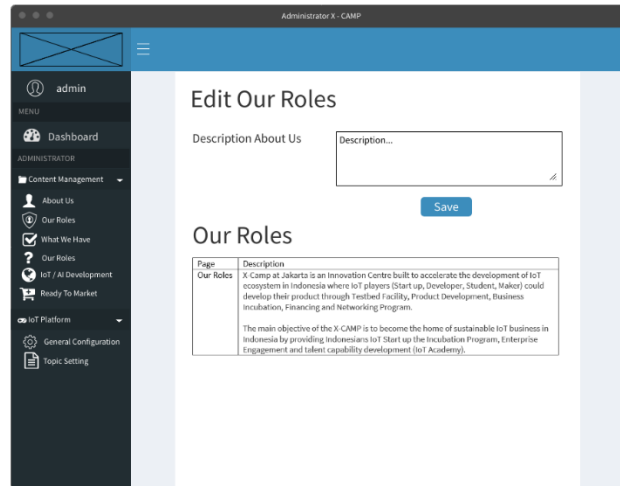 Administrator X - CAMP
admin
MENU
Dashboard
ADMINISTRATOR
Content Management
About Us
Our Roles
What We Have
Our Roles
IoT / AI Development
Ready To Market
IoT Platform
General Configuration
Topic Setting
Edit Our Roles
Description About Us
Description...
Save
Our Roles
Page Description
Our Roles X-Camp at Jakarta is an Innovation Centre built to accelerate the development of IoT
ecosystem in Indonesia where IoT players (Start up, Developer, Student, Maker) could
develop their product through Testbed Facility, Product Development, Business
Incubation, Financing and Networking Program.
The main objective of the X-CAMP is to become the home of sustainable IoT business in
Indonesia by providing Indonesians IoT Start up the Incubation Program, Enterprise
Engagement and talent capability development (IoT Academy).